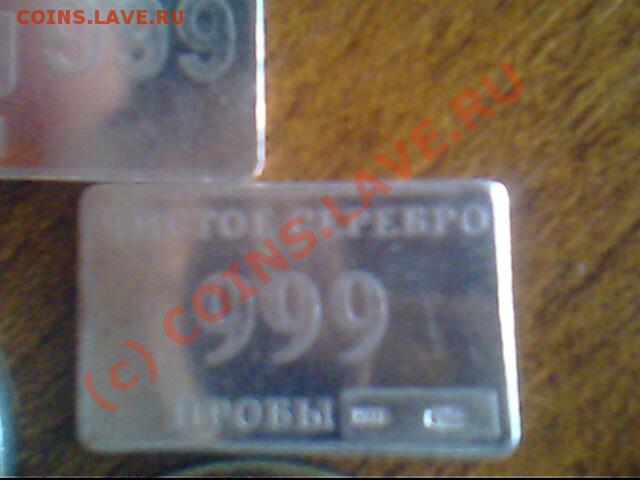 COINS.LAVE.RU
999
ЧИСТОЕ СЕРЕБРО
999
ПРОБЫ
(c) COINS.LAVE.RU